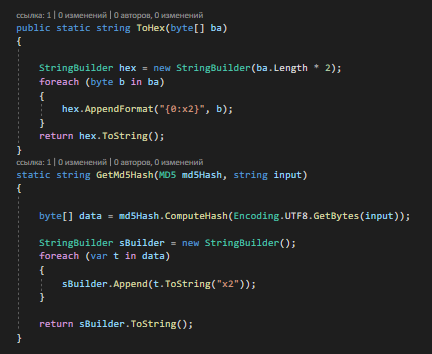 ссылка: 1 | 0 изменений | 0 авторов, 0 изменений
public static string ToHex(byte[] ba)
{
StringBuilder hex = new StringBuilder(ba.Length * 2);
foreach (byte b in ba)
{
hex.AppendFormat("{0:x2}", b);
}
return hex.ToString();
}
ссылка: 1 | 0 изменений | 0 авторов, 0 изменений
static string GetMd5Hash(MD5 md5Hash, string input)
{
byte[] data = md5Hash.ComputeHash(Encoding.UTF8.GetBytes(input));
StringBuilder sBuilder = new StringBuilder();
foreach (var t in data)
{
sBuilder.Append(t.ToString("x2"));
}
return sBuilder.ToString();
}